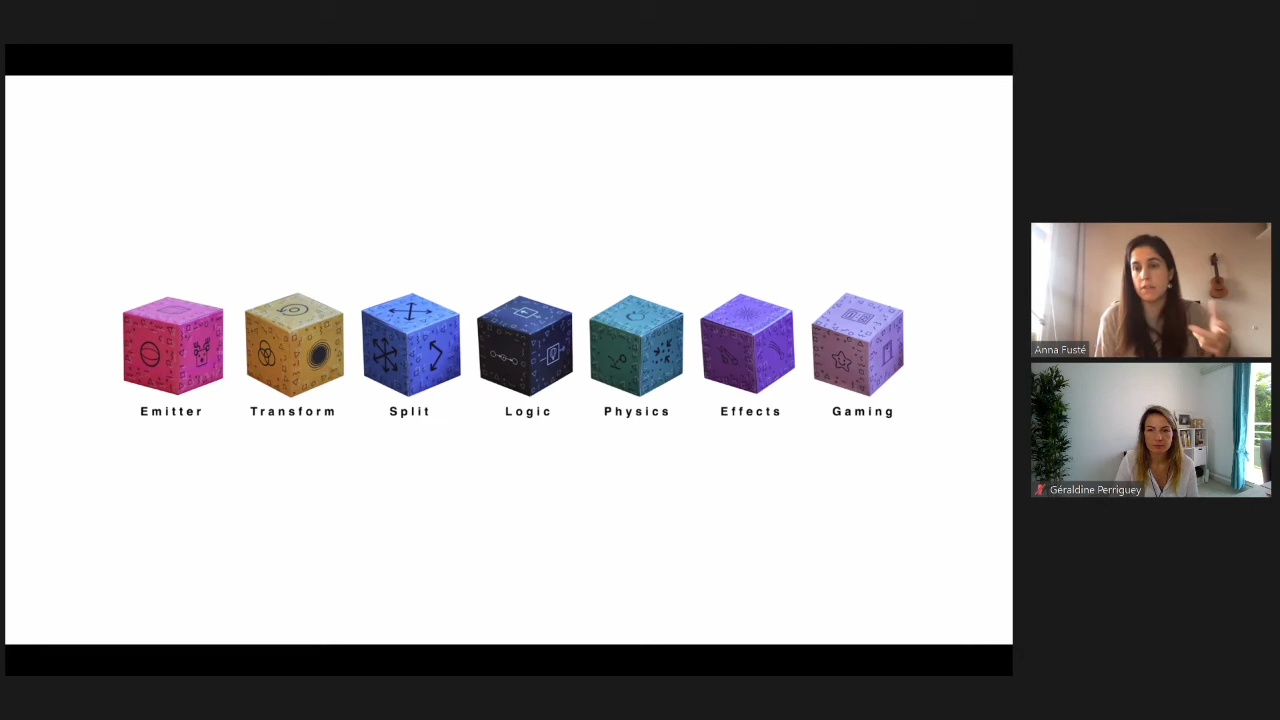 Emitter
Transform
Split
Logic
Physics
Effects
Gaming
Anna Fusté
Géraldine Perriguey